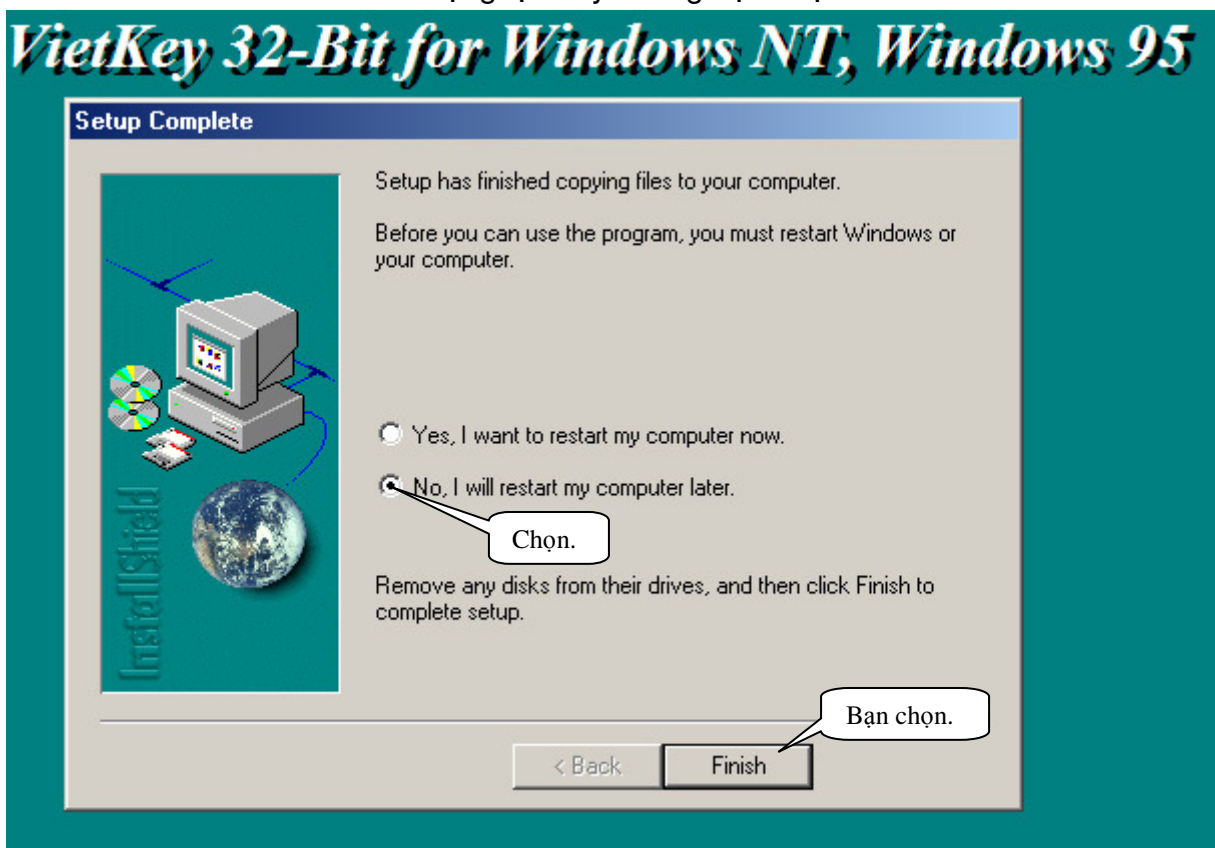 VietKey 32-Bit for Windows NT, Windows 95
Setup Complete
Setup has finished copying files to your computer.
Before you can use the program, you must restart Windows or
your computer.
Yes, I want to restart my computer now.
No, I will restart my computer later.
Chọn.
Remove any disks from their drives, and then click Finish to
complete setup.
InstallShield
Bạn chọn.
< Back
Finish